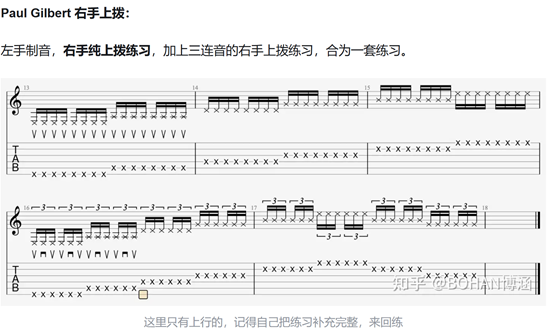 Paul Gilbert 右手上拨：
左手制音，右手纯上拨练习，加上三连音的右手上拨练习，合为一套练习。
13 14 15
T
A
B
16 17 18
3 3 3 3 3 3 3 3 3 3 3 3 3 3
T
A
B
知乎 @BOHAN博涵
这里只有上行的，记得自己把练习补充完整，来回练